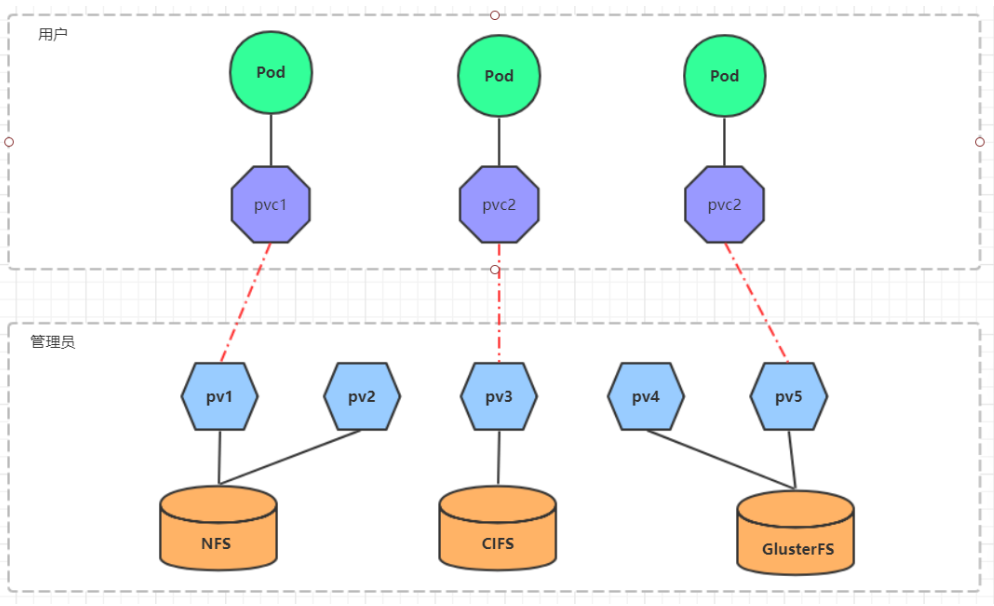 用户
Pod
Pod
Pod
pvc1
pvc2
pvc2
管理员
pv1
pv2
pv3
pv4
pv5
NFS
CIFS
GlusterFS